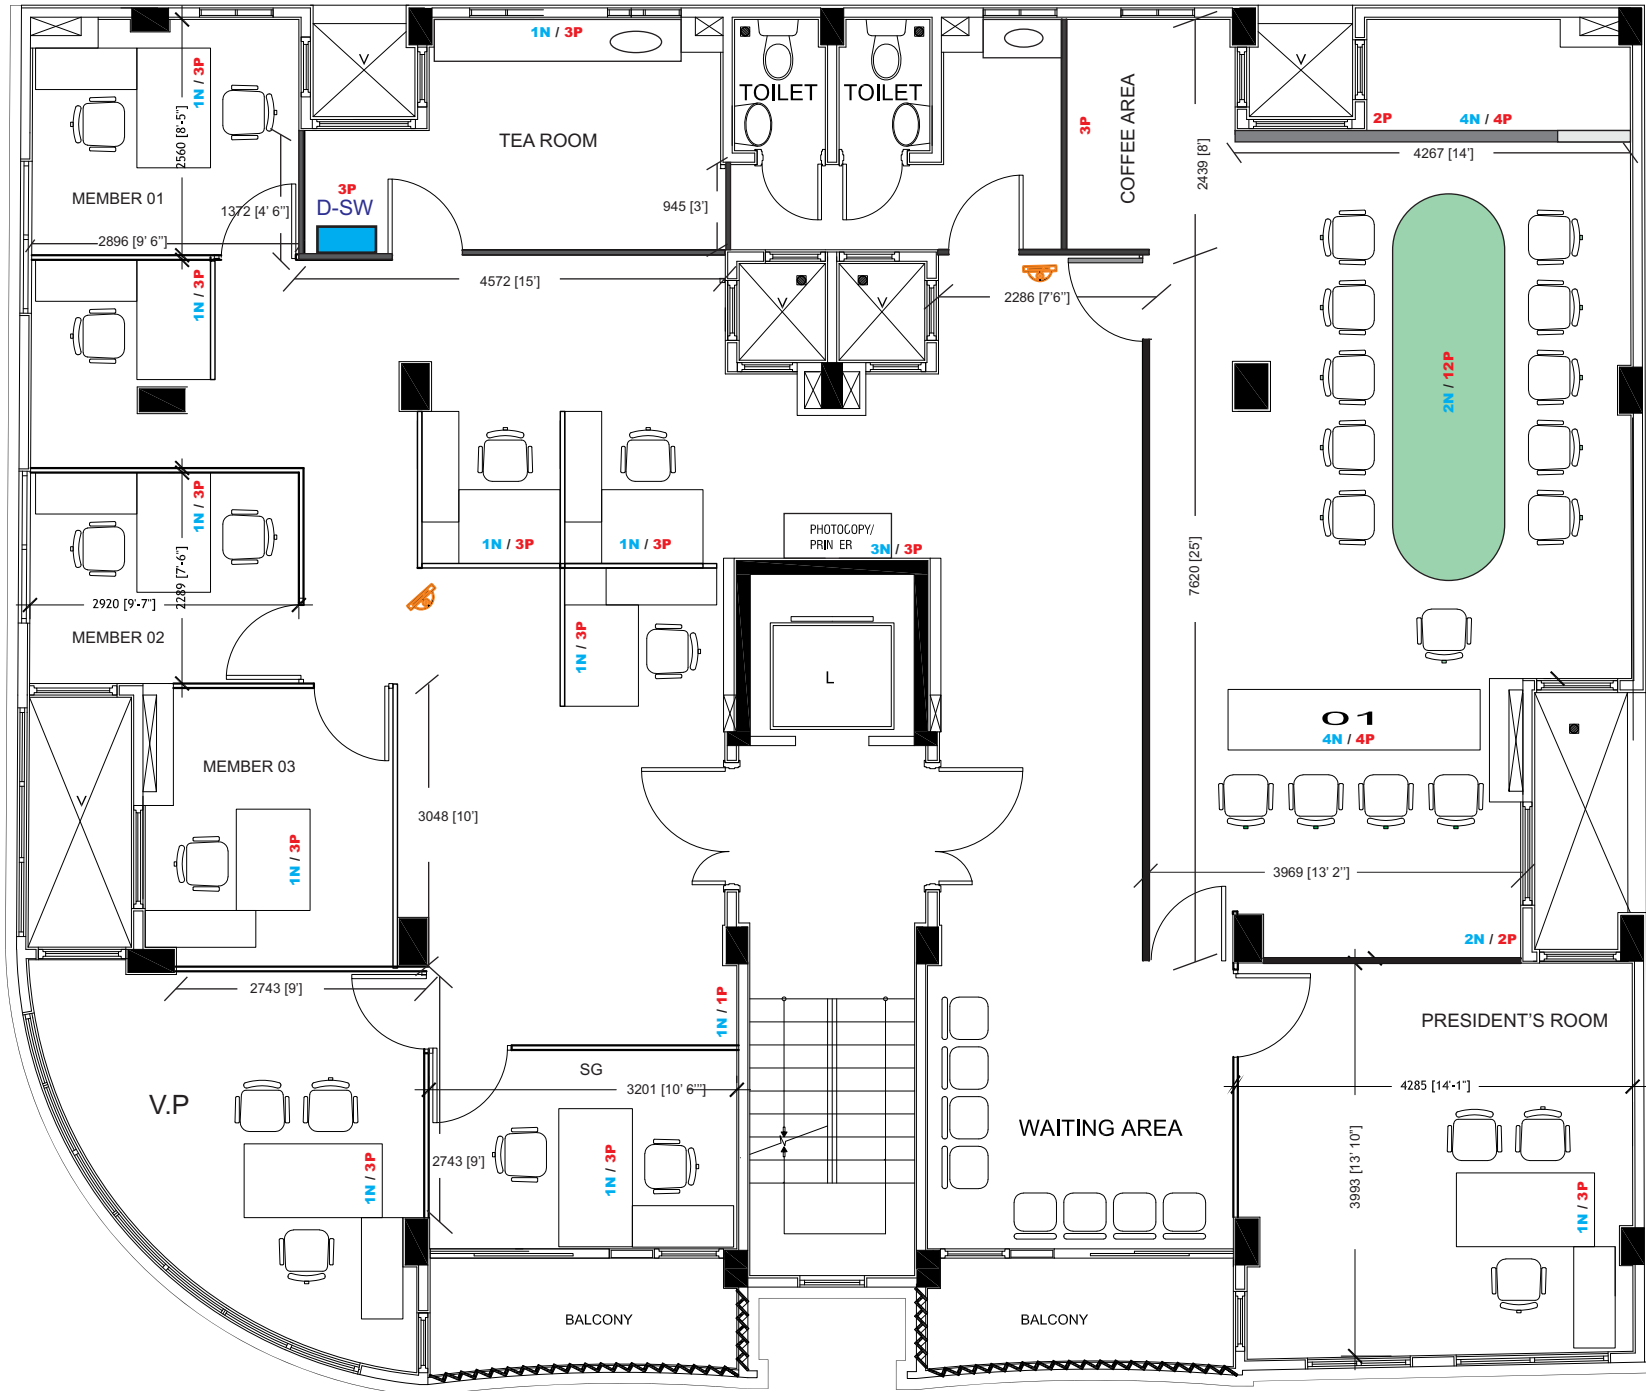 1N / 3P
1N / 3P
2560 [8'-5"]
MEMBER 01
1372 [4' 6"]
2896 [9' 6"]
V
TEA ROOM
3P
D-SW
945 [3']
TOILET
TOILET
3P
COFFEE AREA
2439 [8']
V
2P
4N / 4P
4267 [14']
1N / 3P
4572 [15']
V
V
2286 [7'6"]
2N / 12P
1N / 3P
2289 [7'-6"]
2920 [9'-7"]
MEMBER 02
1N / 3P
1N / 3P
1N / 3P
PHOTOCOPY/
PRIN ER
3N / 3P
7620 [25']
L
01
4N / 4P
V
MEMBER 03
1N / 3P
3048 [10']
3969 [13' 2"]
2N / 2P
2743 [9']
1N / 1P
PRESIDENT'S ROOM
SG
3201 [10' 6"]
4285 [14'-1"]
V.P
1N / 3P
2743 [9']
1N / 3P
N
WAITING AREA
3993 [13' 10"]
1N / 3P
BALCONY
BALCONY